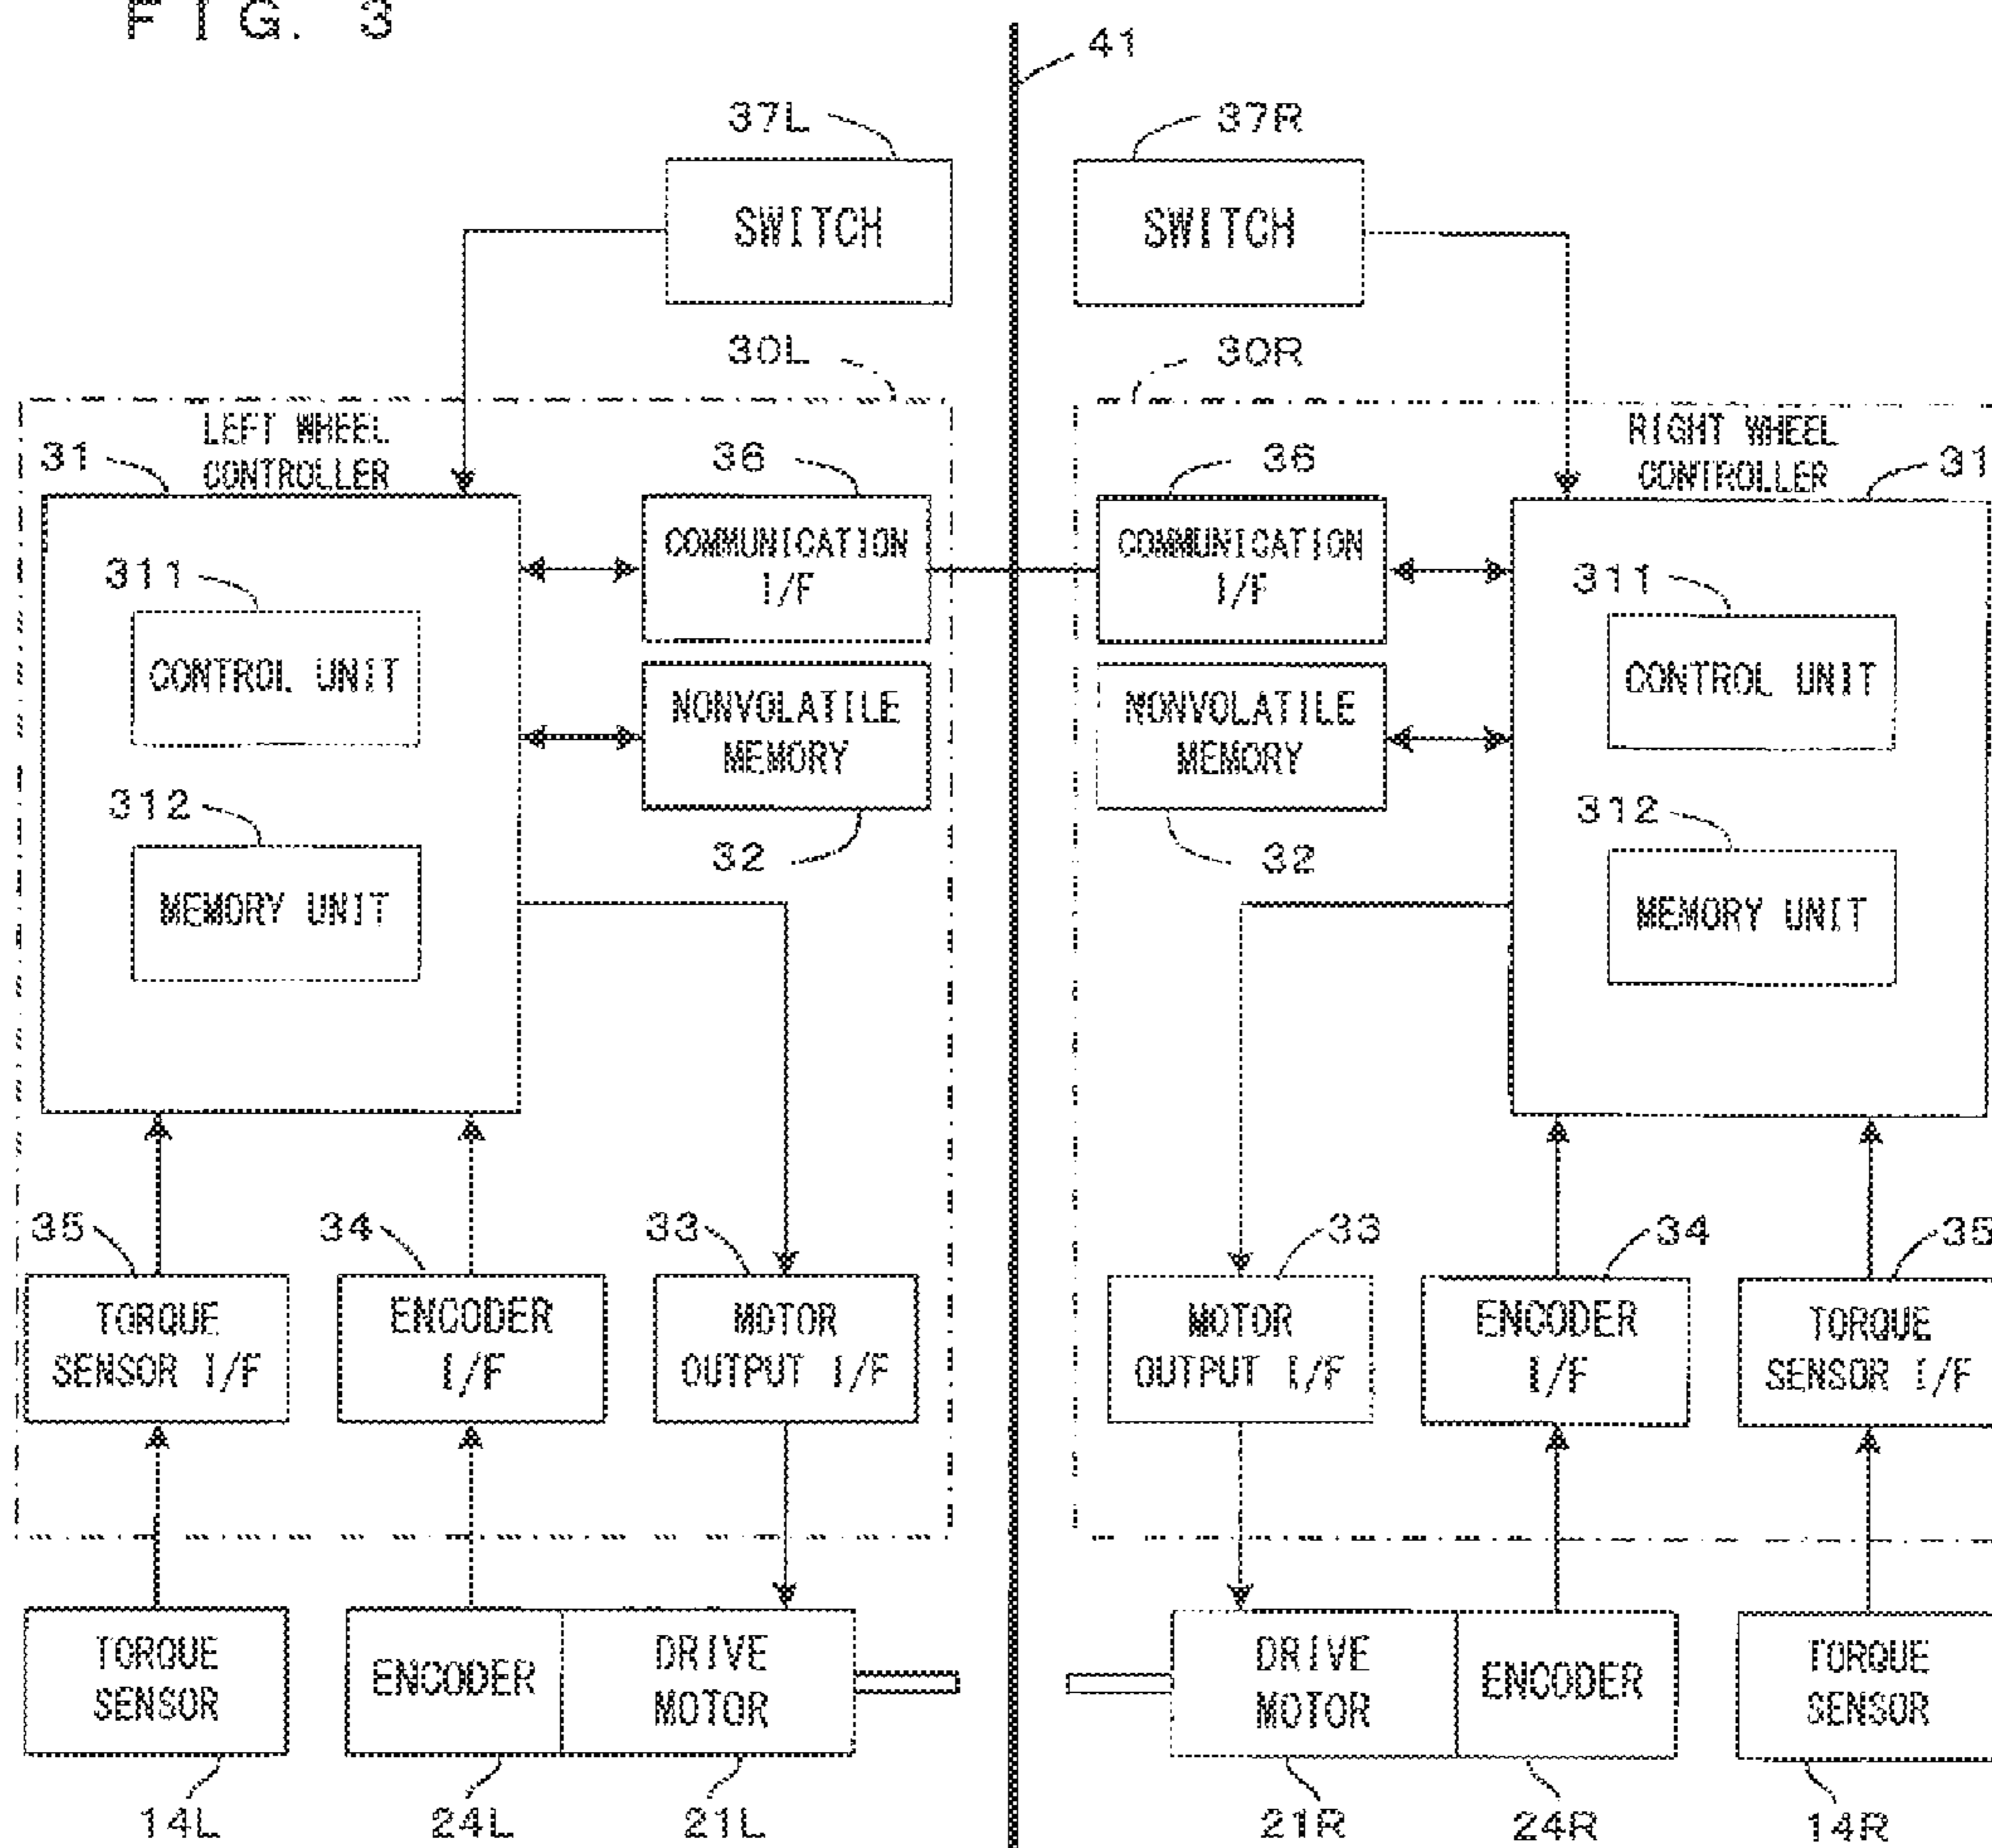 FIG. 3
41
37L
37R
SWITCH
SWITCH
30L
30R
LEFT WHEEL
CONTROLLER
RIGHT WHEEL
CONTROLLER
31
36
36
31
COMMUNICATION
I/F
COMMUNICATION
I/F
311
311
CONTROL UNIT
CONTROL UNIT
NONVOLATILE
MEMORY
NONVOLATILE
MEMORY
312
312
32
32
MEMORY UNIT
MEMORY UNIT
35
34
33
33
34
35
TORQUE
SENSOR I/F
ENCODER
I/F
MOTOR
OUTPUT I/F
MOTOR
OUTPUT I/F
ENCODER
I/F
TORQUE
SENSOR I/F
TORQUE
SENSOR
ENCODER
DRIVE
MOTOR
DRIVE
MOTOR
ENCODER
TORQUE
SENSOR
14L
24L
21L
21R
24R
14R